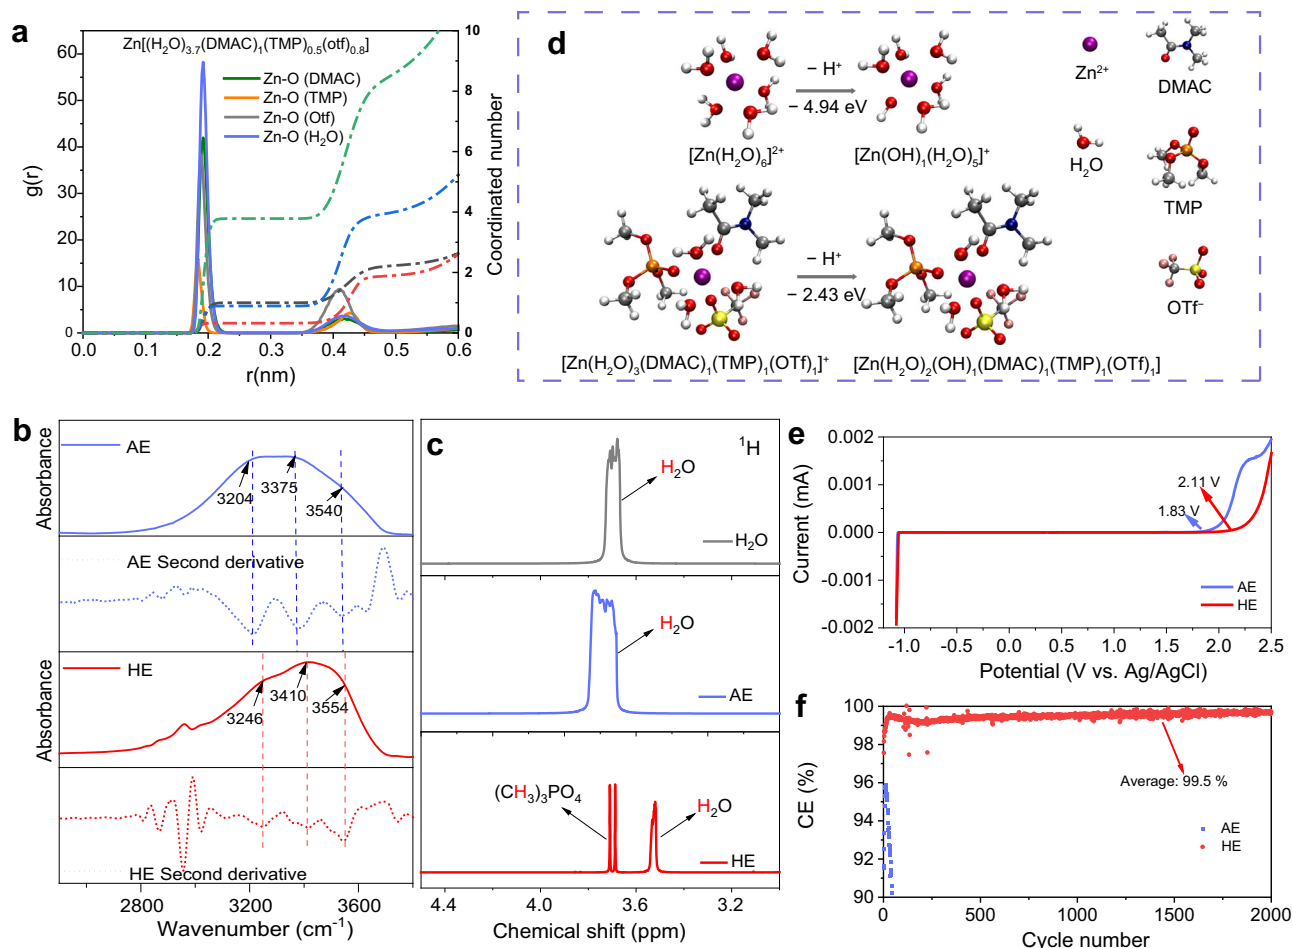 a
Zn[(H₂O)₃.₇(DMAC)₁(TMP)₀.₅(otf)₀.₈]
Zn-O (DMAC)
Zn-O (TMP)
Zn-O (Otf)
Zn-O (H₂O)
g(r)
60
50
40
30
20
10
0
Coordinated number
10
8
6
4
2
0
0.0 0.1 0.2 0.3 0.4 0.5 0.6
r(nm)
d
− H⁺
− 4.94 eV
[Zn(H₂O)₆]²⁺
[Zn(OH)₁(H₂O)₅]⁺
− H⁺
− 2.43 eV
[Zn(H₂O)₃(DMAC)₁(TMP)₁(OTf)₁]⁺
[Zn(H₂O)₂(OH)₁(DMAC)₁(TMP)₁(OTf)₁]
Zn²⁺
DMAC
H₂O
TMP
OTf⁻
b
Absorbance
AE
3204
3375
3540
AE Second derivative
Absorbance
HE
3246
3410
3554
HE Second derivative
2800 3200 3600
Wavenumber (cm⁻¹)
c
¹H
H₂O
H₂O
H₂O
AE
(CH₃)₃PO₄
H₂O
HE
4.4 4.0 3.6 3.2
Chemical shift (ppm)
e
Current (mA)
0.002
0.001
0.000
-0.001
-0.002
1.83 V
2.11 V
AE
HE
-1.0 -0.5 0.0 0.5 1.0 1.5 2.0 2.5
Potential (V vs. Ag/AgCl)
f
CE (%)
100
98
96
94
92
90
Average: 99.5 %
AE
HE
0 500 1000 1500 2000
Cycle number